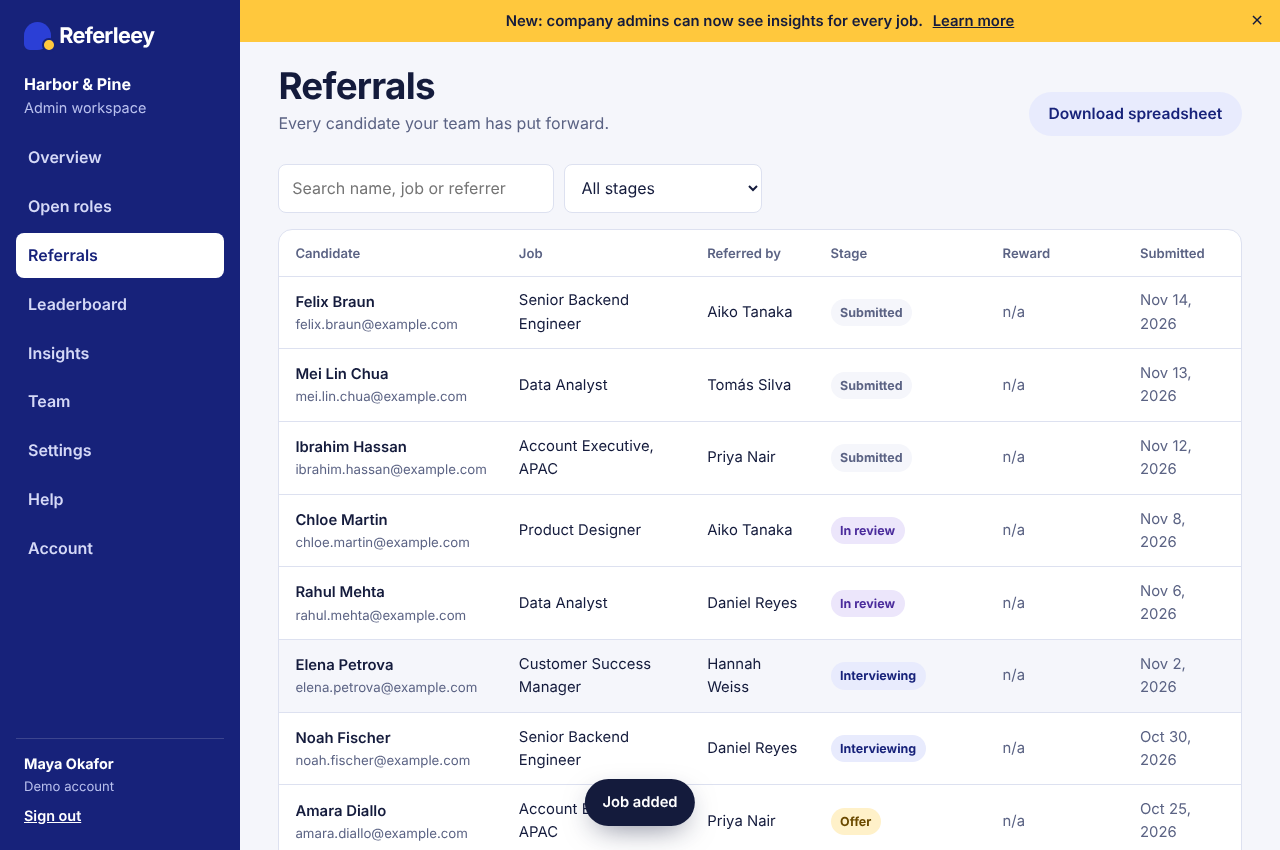 Referleey
Harbor & Pine
Admin workspace
Overview
Open roles
Referrals
Leaderboard
Insights
Team
Settings
Help
Account
Maya Okafor
Demo account
Sign out
New: company admins can now see insights for every job. Learn more ×
Referrals
Every candidate your team has put forward.
Download spreadsheet
Search name, job or referrer
All stages
Candidate Job Referred by Stage Reward Submitted
Felix Braun
felix.braun@example.com
Senior Backend
Engineer
Aiko Tanaka
Submitted
n/a
Nov 14,
2026
Mei Lin Chua
mei.lin.chua@example.com
Data Analyst
Tomás Silva
Submitted
n/a
Nov 13,
2026
Ibrahim Hassan
ibrahim.hassan@example.com
Account Executive,
APAC
Priya Nair
Submitted
n/a
Nov 12,
2026
Chloe Martin
chloe.martin@example.com
Product Designer
Aiko Tanaka
In review
n/a
Nov 8,
2026
Rahul Mehta
rahul.mehta@example.com
Data Analyst
Daniel Reyes
In review
n/a
Nov 6,
2026
Elena Petrova
elena.petrova@example.com
Customer Success
Manager
Hannah
Weiss
Interviewing
n/a
Nov 2,
2026
Noah Fischer
noah.fischer@example.com
Senior Backend
Engineer
Daniel Reyes
Interviewing
n/a
Oct 30,
2026
Amara Diallo
amara.diallo@example.com
Account
APAC
Priya Nair
Offer
n/a
Oct 25,
2026
Job added